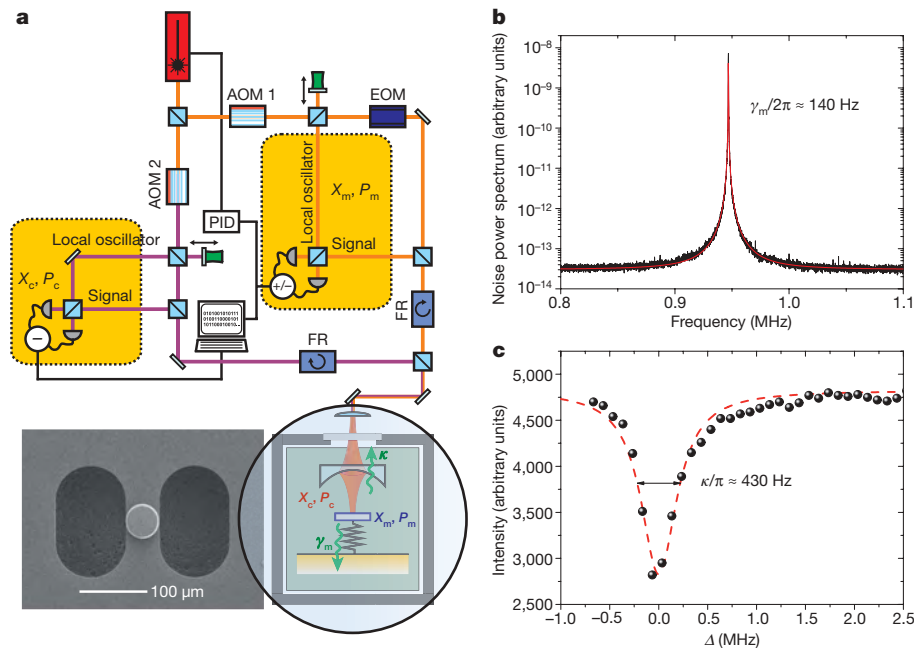 a
AOM 1
EOM
AOM 2
Local oscillator
X_m, P_m
PID
Signal
+/–
Local oscillator
X_c, P_c
Signal
–
010100101011
0100110000101
101100010010...
FR
FR
κ
X_c, P_c
X_m, P_m
γ_m
100 μm
b
Noise power spectrum (arbitrary units)
10⁻⁸
10⁻⁹
10⁻¹⁰
10⁻¹¹
10⁻¹²
10⁻¹³
10⁻¹⁴
γ_m/2π ≈ 140 Hz
0.8 0.9 1.0 1.1
Frequency (MHz)
c
Intensity (arbitrary units)
5,000
4,500
4,000
3,500
3,000
2,500
κ/π ≈ 430 Hz
–1.0 –0.5 0.0 0.5 1.0 1.5 2.0 2.5
Δ (MHz)